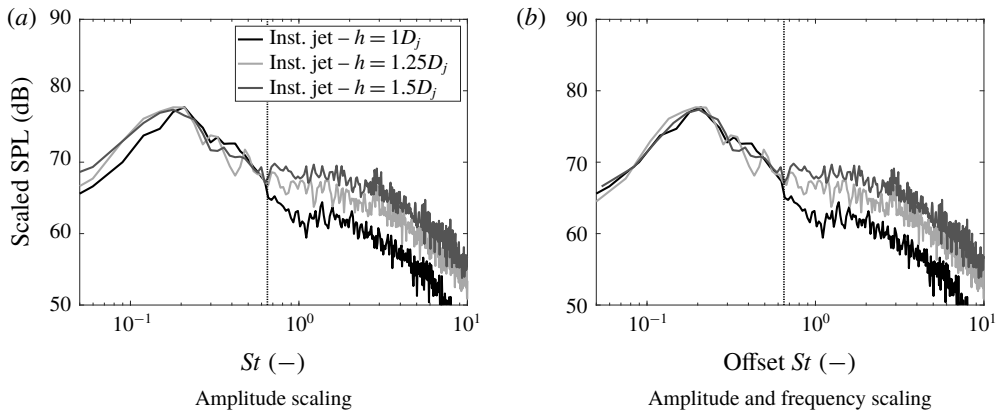 (a)
90
80
70
60
50
Scaled SPL (dB)
Inst. jet – h = 1D_j
Inst. jet – h = 1.25D_j
Inst. jet – h = 1.5D_j
10^{-1}
10^0
10^1
St (–)
Amplitude scaling
(b)
90
80
70
60
50
10^{-1}
10^0
10^1
Offset St (–)
Amplitude and frequency scaling